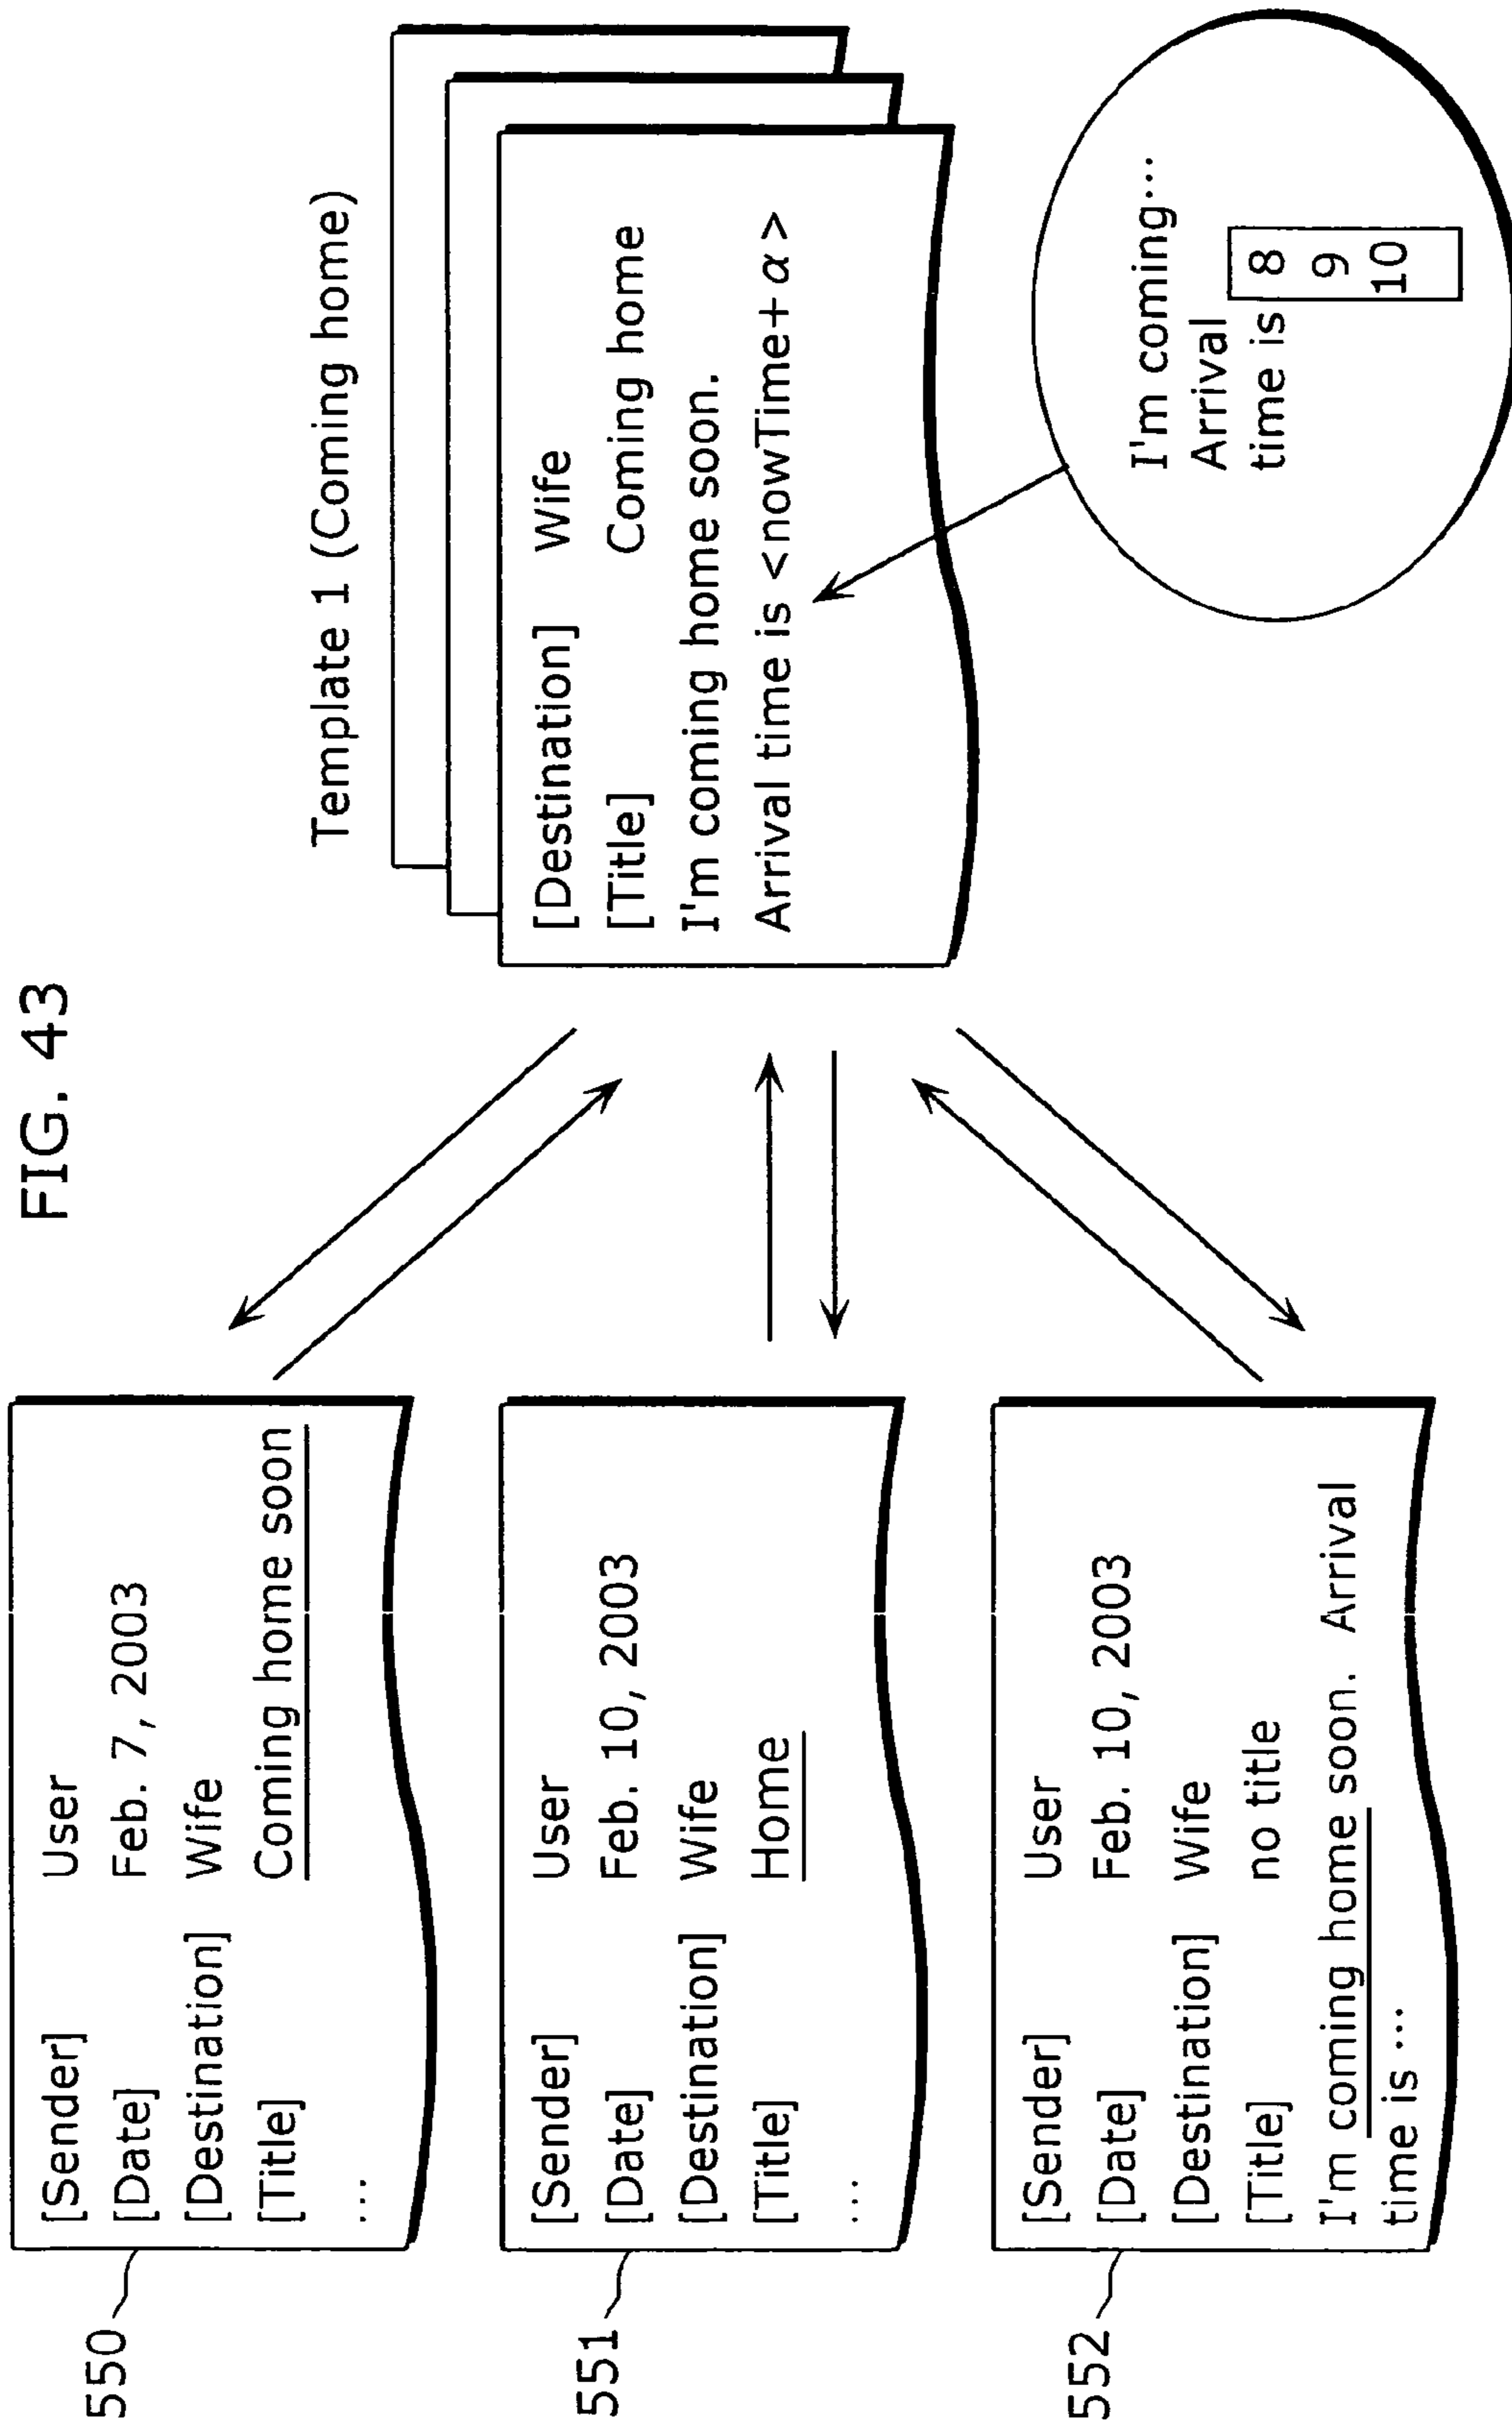 FIG. 43
550
[Sender] User
[Date] Feb. 7, 2003
[Destination] Wife
[Title] Coming home soon
...
551
[Sender] User
[Date] Feb. 10, 2003
[Destination] Wife
[Title] Home
...
552
[Sender] User
[Date] Feb. 10, 2003
[Destination] Wife
[Title] no title
I'm coming home soon. Arrival
time is ....
Template 1 (Coming home)
[Destination] Wife
[Title] Coming home
I'm coming home soon.
Arrival time is <nowTime+α>
I'm coming...
Arrival
time is 8
9
10